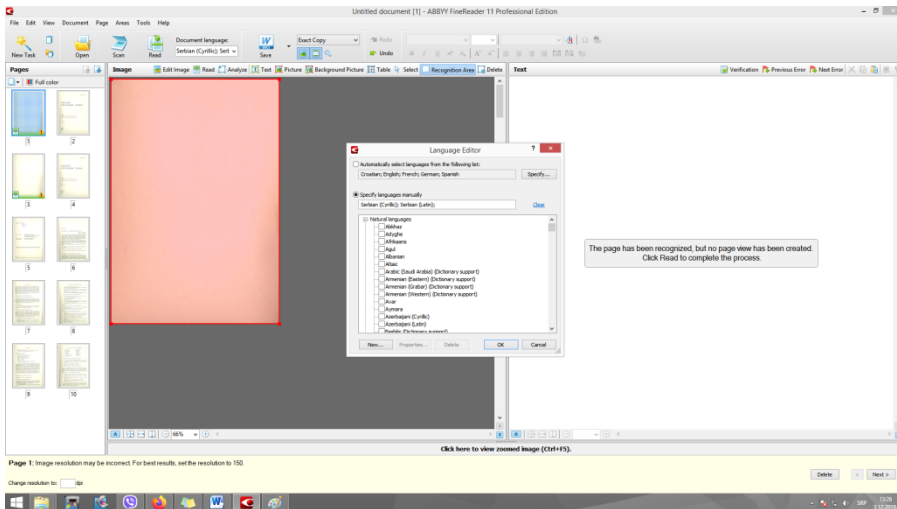 Untitled document [1] - ABBYY FineReader 11 Professional Edition
File Edit View Document Page Areas Tools Help
New Task Open Scan Read Document language: Serbian (Cyrillic); Ser Save Exact Copy Redo Undo
Pages Image Edit Image Read Analyze Text Picture Background Picture Table Select Recognition Area Delete Text Verification Previous Error Next Error
Full color
1 2
3 4
5 6
7 8
9 10
Language Editor
Automatically select languages from the following list:
Croatian; English; French; German; Spanish Specify...
Specify languages manually
Serbian (Cyrillic); Serbian (Latin); Clear
Natural languages
Abkhaz
Adyghe
Afrikaans
Agul
Albanian
Altaic
Arabic (Saudi Arabia) (Dictionary support)
Armenian (Eastern) (Dictionary support)
Armenian (Grabar) (Dictionary support)
Armenian (Western) (Dictionary support)
Avar
Aymara
Azerbaijani (Cyrillic)
Azerbaijani (Latin)
Bashkir (Dictionary support)
New... Properties... Delete OK Cancel
The page has been recognized, but no page view has been created.
Click Read to complete the process.
66%
Click here to view zoomed image (Ctrl+F5).
Page 1: Image resolution may be incorrect. For best results, set the resolution to 150.
Delete Next >
Change resolution to: dpi
SRP 13:26